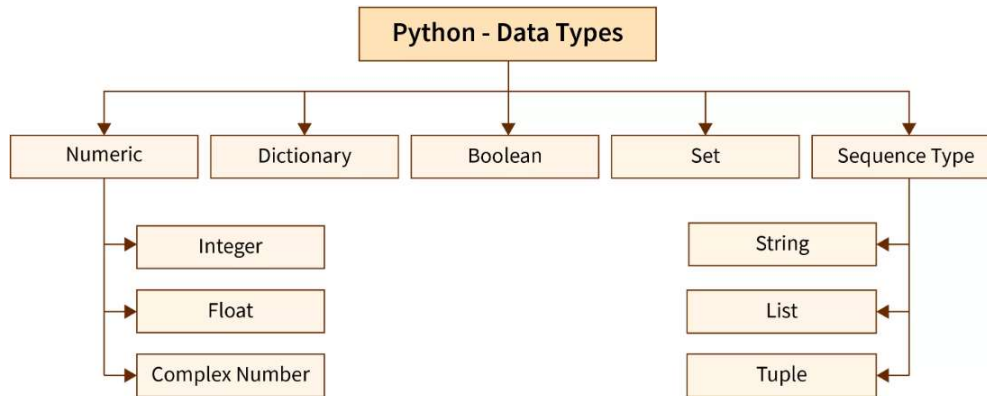 Python - Data Types
Numeric
Dictionary
Boolean
Set
Sequence Type
Integer
Float
Complex Number
String
List
Tuple